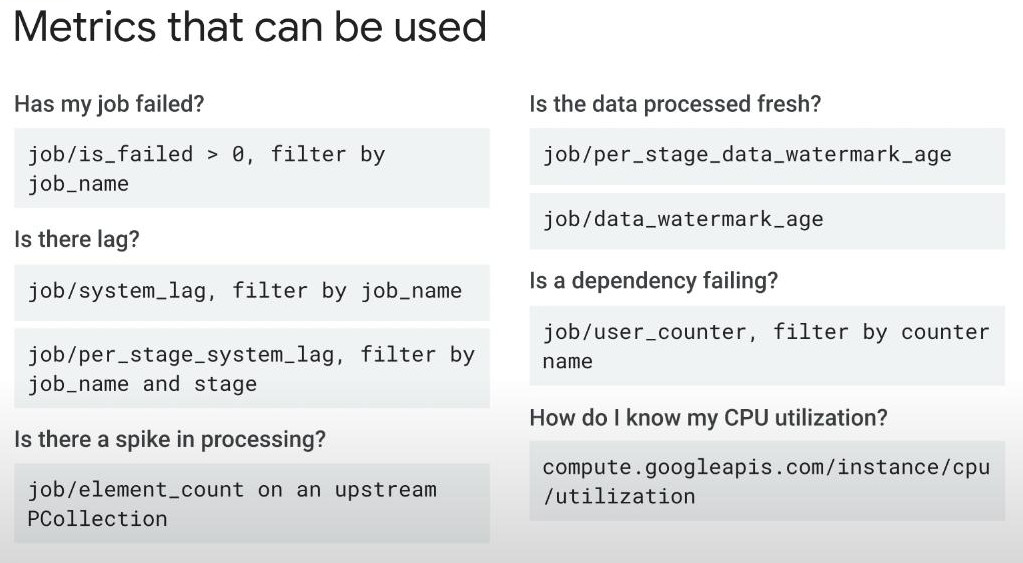 Metrics that can be used
Has my job failed?
job/is_failed > 0, filter by
job_name
Is there lag?
job/system_lag, filter by job_name
job/per_stage_system_lag, filter by
job_name and stage
Is there a spike in processing?
job/element_count on an upstream
PCollection
Is the data processed fresh?
job/per_stage_data_watermark_age
job/data_watermark_age
Is a dependency failing?
job/user_counter, filter by counter
name
How do I know my CPU utilization?
compute.googleapis.com/instance/cpu
/utilization